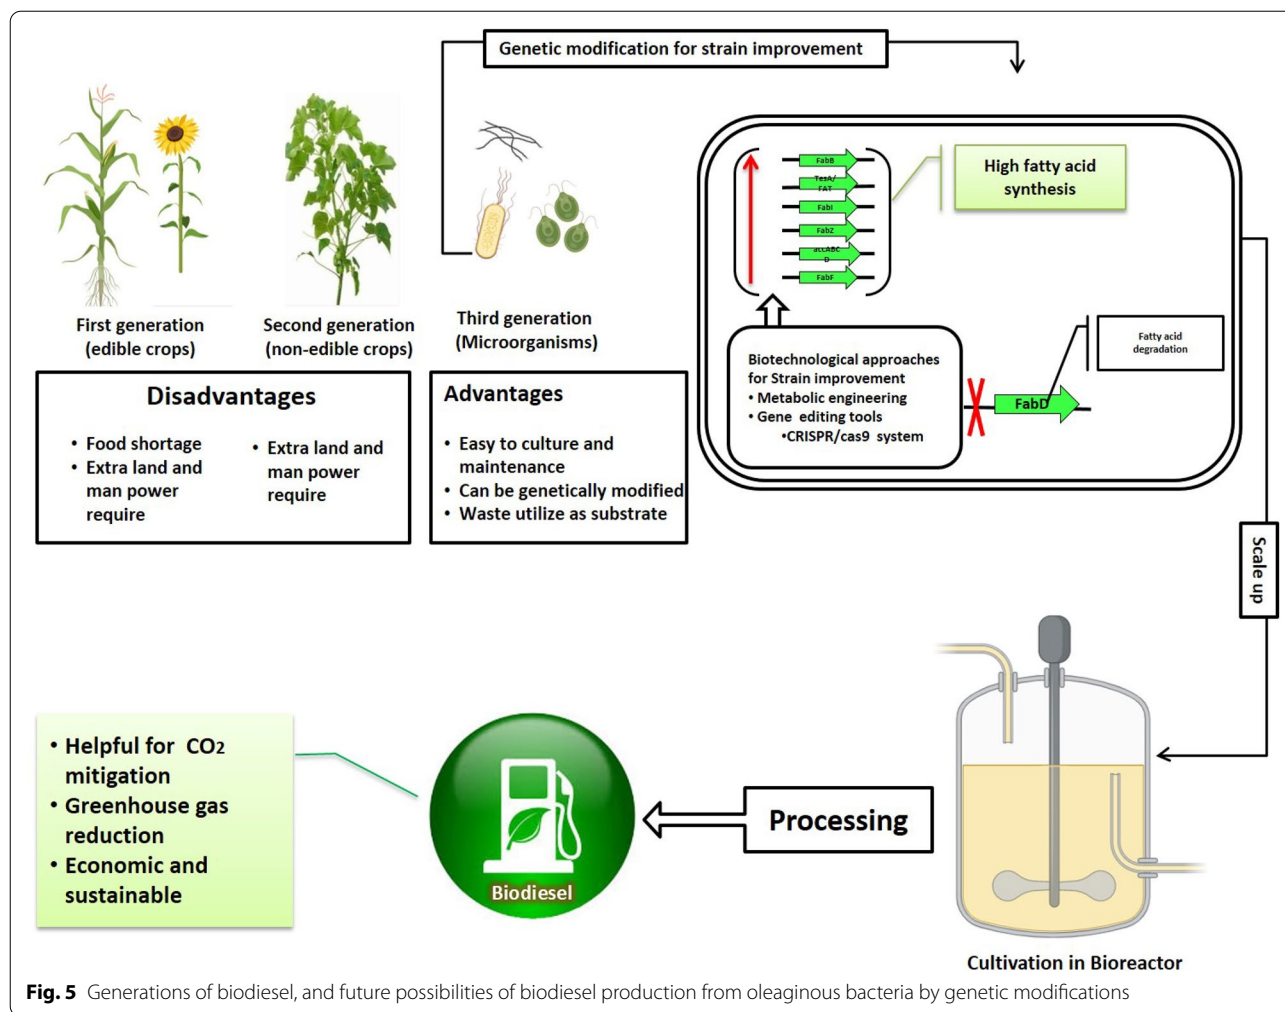 Genetic modification for strain improvement
FabB
TesA/
FAT
FabI
FabZ
accABC
D
FabF
High fatty acid
synthesis
First generation
(edible crops)
Second generation
(non-edible crops)
Third generation
(Microorganisms)
Biotechnological approaches
for Strain improvement
• Metabolic engineering
• Gene editing tools
•CRISPR/cas9 system
FabD
Fatty acid
degradation
Disadvantages
• Food shortage
• Extra land and
man power
require
• Extra land and
man power
require
Advantages
• Easy to culture and
maintenance
• Can be genetically modified
• Waste utilize as substrate
Scale up
• Helpful for CO2
mitigation
• Greenhouse gas
reduction
• Economic and
sustainable
Biodiesel
Processing
Cultivation in Bioreactor
Fig. 5 Generations of biodiesel, and future possibilities of biodiesel production from oleaginous bacteria by genetic modifications